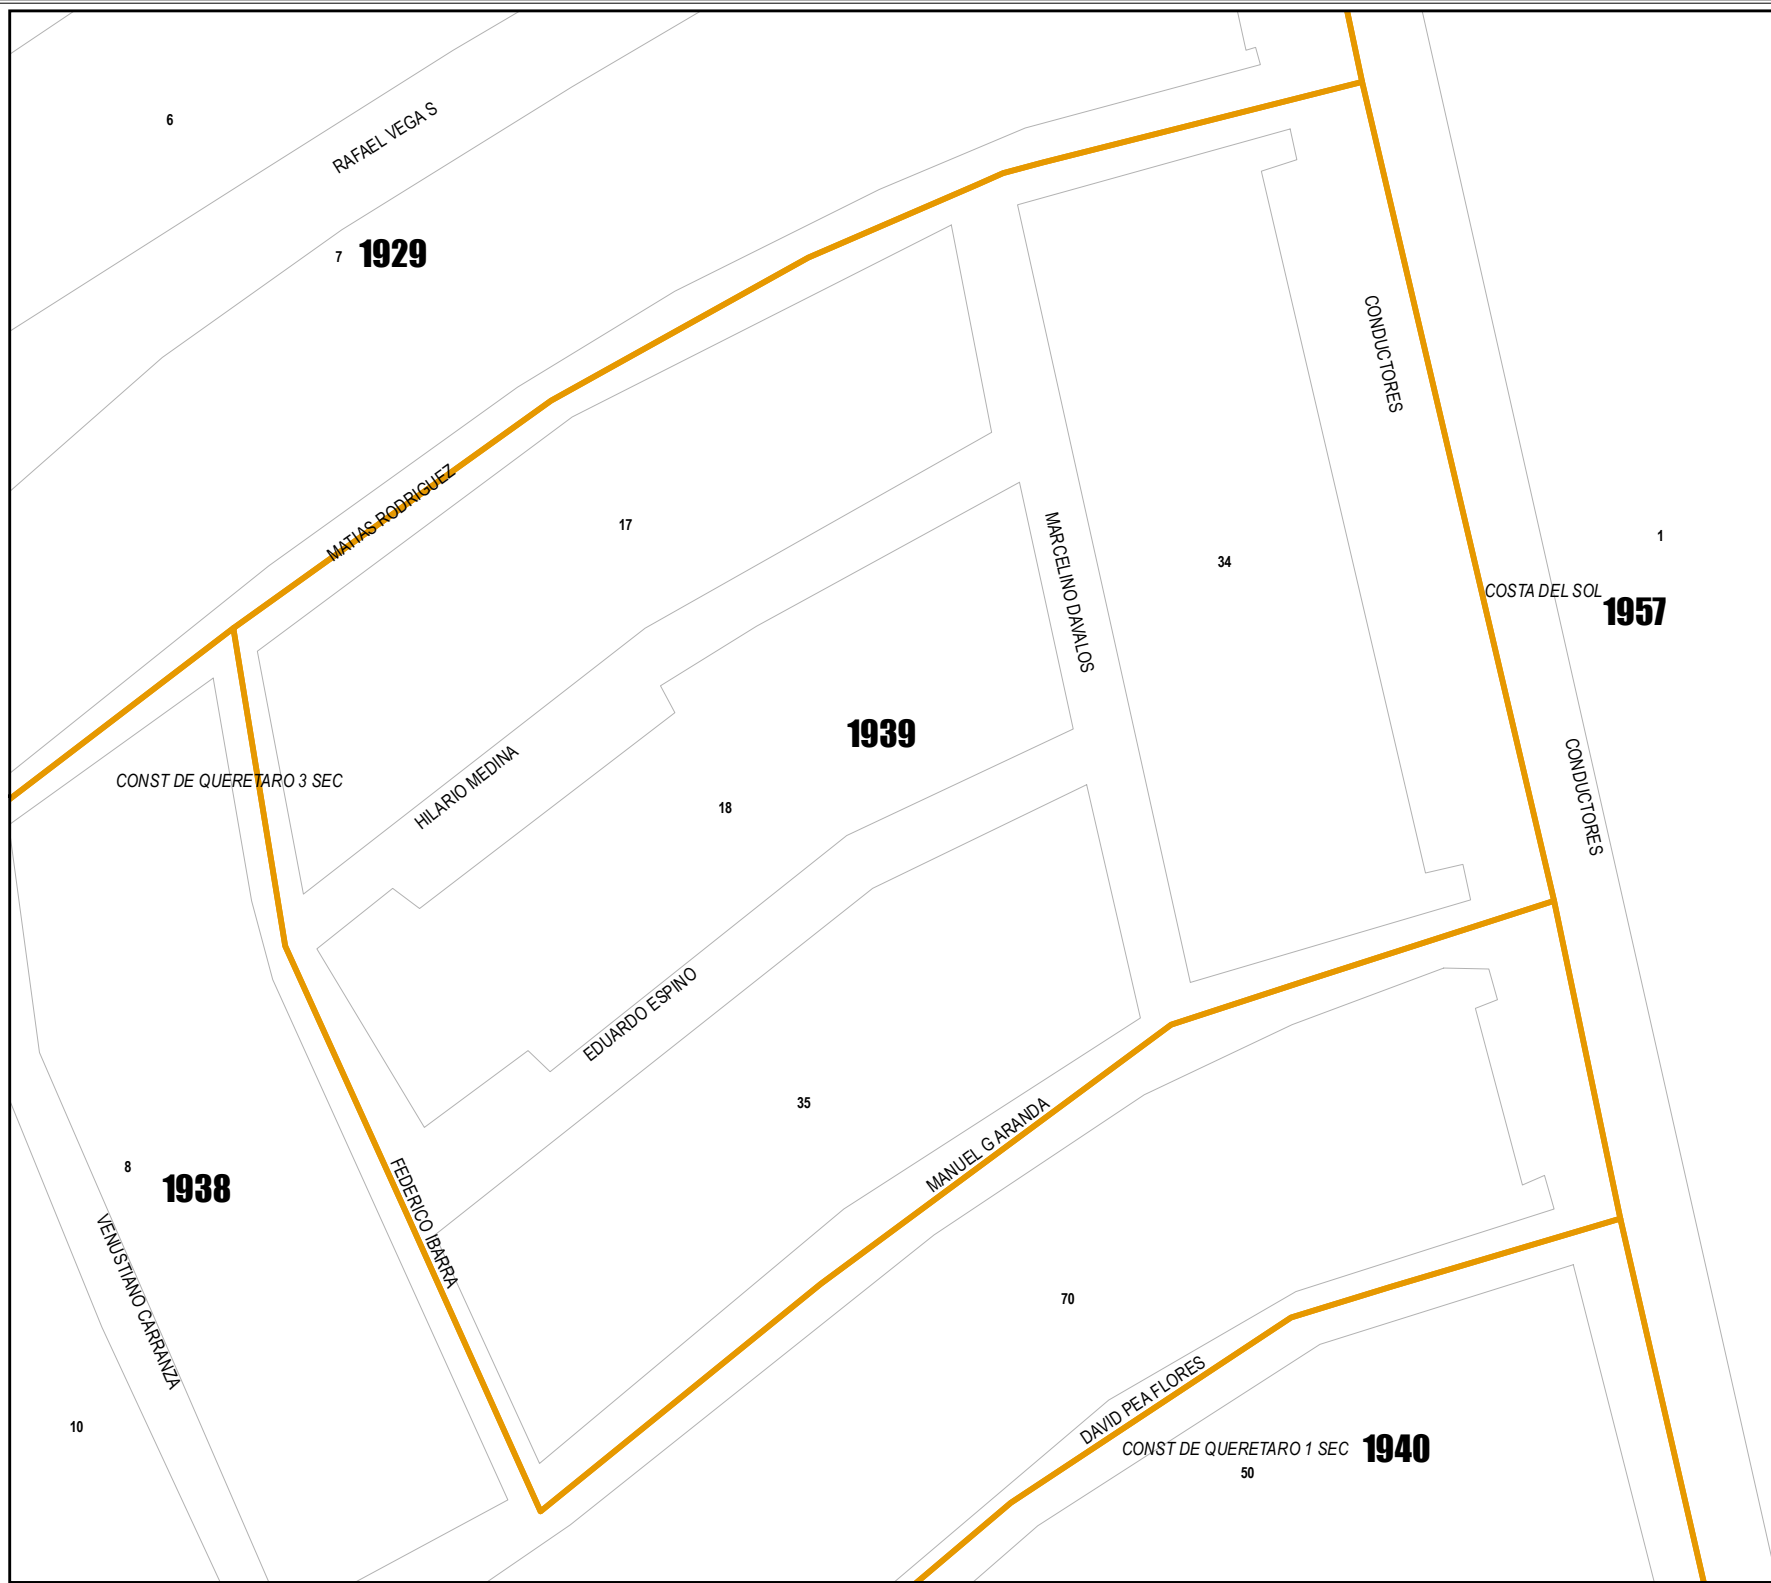 6
RAFAEL VEGA S
7
1929
CONDUCTORES
MATIAS RODRIGUEZ
17
MARCELINO DAVALOS
34
1
COSTA DEL SOL
1957
1939
CONST DE QUERETARO 3 SEC
HILARIO MEDINA
18
CONDUCTORES
EDUARDO ESPINO
35
MANUEL G ARANDA
8
1938
FEDERICO IBARRA
VENUSTIANO CARRANZA
70
DAVID PEA FLORES
10
CONST DE QUERETARO 1 SEC
1940
50